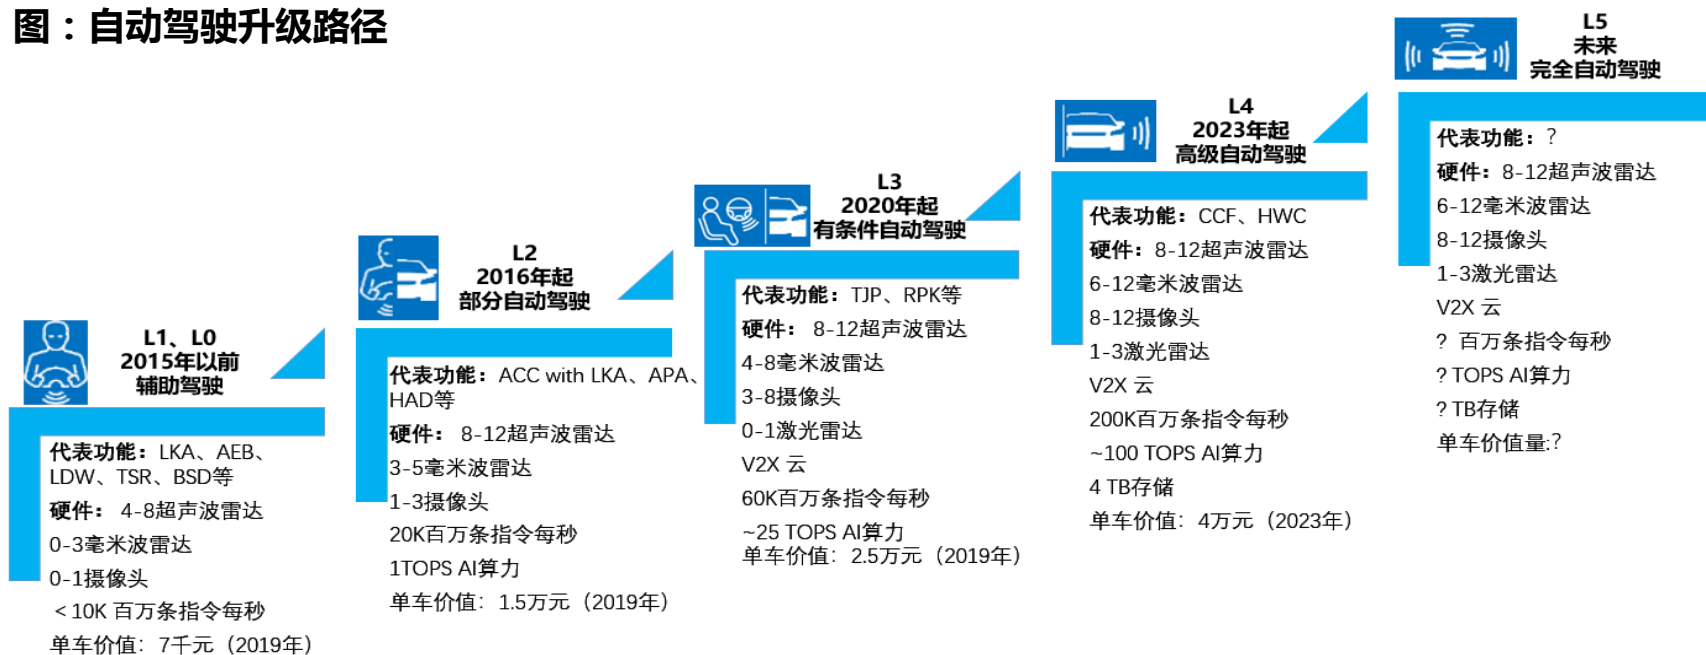 图：自动驾驶升级路径
L1、L0
2015年以前
辅助驾驶
代表功能：LKA、AEB、
LDW、TSR、BSD等
硬件： 4-8超声波雷达
0-3毫米波雷达
0-1摄像头
＜10K 百万条指令每秒
单车价值：7千元（2019年）
L2
2016年起
部分自动驾驶
代表功能：ACC with LKA、APA、
HAD等
硬件： 8-12超声波雷达
3-5毫米波雷达
1-3摄像头
20K百万条指令每秒
1TOPS AI算力
单车价值：1.5万元（2019年）
L3
2020年起
有条件自动驾驶
代表功能：TJP、RPK等
硬件： 8-12超声波雷达
4-8毫米波雷达
3-8摄像头
0-1激光雷达
V2X 云
60K百万条指令每秒
~25 TOPS AI算力
单车价值：2.5万元（2019年）
L4
2023年起
高级自动驾驶
代表功能：CCF、HWC
硬件：8-12超声波雷达
6-12毫米波雷达
8-12摄像头
1-3激光雷达
V2X 云
200K百万条指令每秒
~100 TOPS AI算力
4 TB存储
单车价值：4万元（2023年）
L5
未来
完全自动驾驶
代表功能：?
硬件：8-12超声波雷达
6-12毫米波雷达
8-12摄像头
1-3激光雷达
V2X 云
? 百万条指令每秒
? TOPS AI算力
? TB存储
单车价值量:?